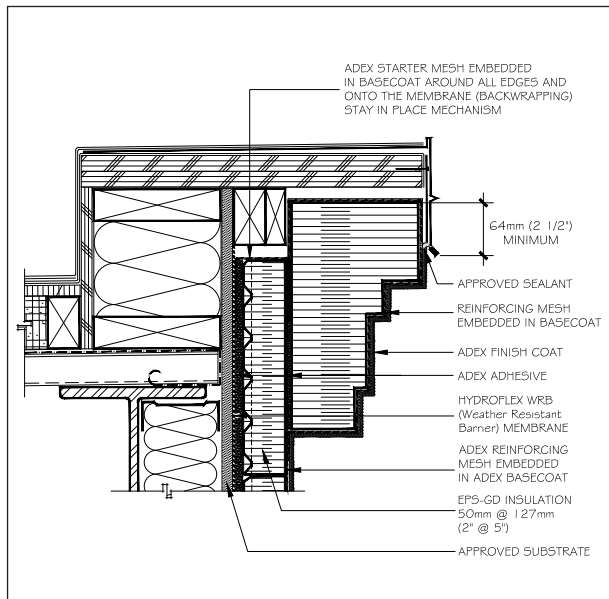 ADEX STARTER MESH EMBEDDED
IN BASECOAT AROUND ALL EDGES AND
ONTO THE MEMBRANE (BACKWRAPPING)
STAY IN PLACE MECHANISM
64mm (2 1/2")
MINIMUM
APPROVED SEALANT
REINFORCING MESH
EMBEDDED IN BASECOAT
ADEX FINISH COAT
ADEX ADHESIVE
HYDROFLEX WRB
(Weather Resistant
Barrier) MEMBRANE
ADEX REINFORCING
MESH EMBEDDED
IN ADEX BASECOAT
EPS-GD INSULATION
50mm @ 127mm
(2" @ 5")
APPROVED SUBSTRATE